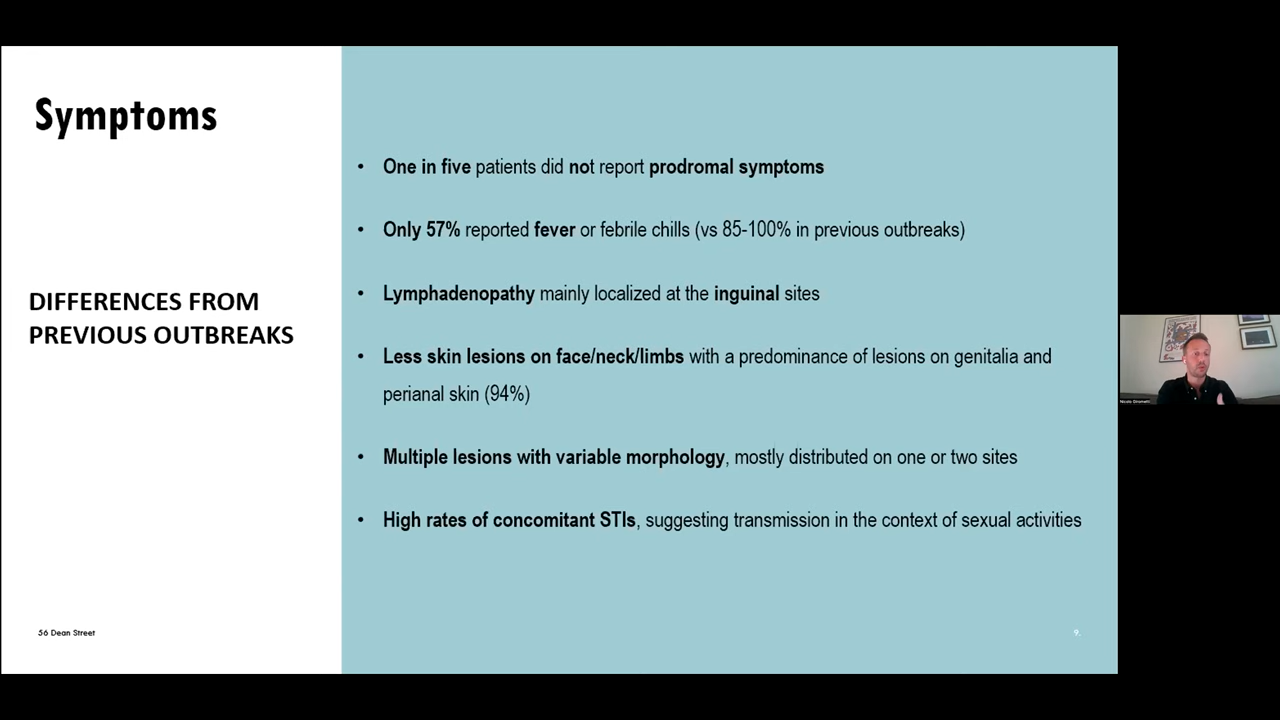 Symptoms
DIFFERENCES FROM
PREVIOUS OUTBREAKS
• One in five patients did not report prodromal symptoms
• Only 57% reported fever or febrile chills (vs 85-100% in previous outbreaks)
• Lymphadenopathy mainly localized at the inguinal sites
• Less skin lesions on face/neck/limbs with a predominance of lesions on genitalia and
perianal skin (94%)
• Multiple lesions with variable morphology, mostly distributed on one or two sites
• High rates of concomitant STIs, suggesting transmission in the context of sexual activities
56 Dean Street
9.